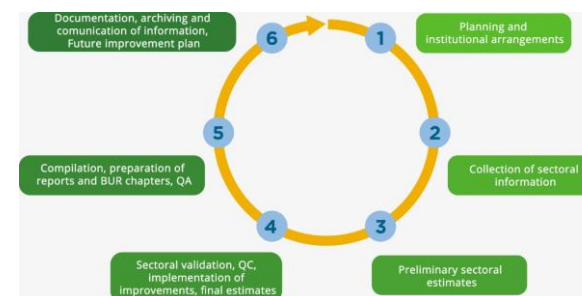 Documentation, archiving and
comunication of information,
Future improvement plan
6
1
Planning and
institutional arrangements
5
2
Compilation, preparation of
reports and BUR chapters, QA
Collection of sectoral
information
4
3
Sectoral validation, QC,
implementation of
improvements, final estimates
Preliminary sectoral
estimates